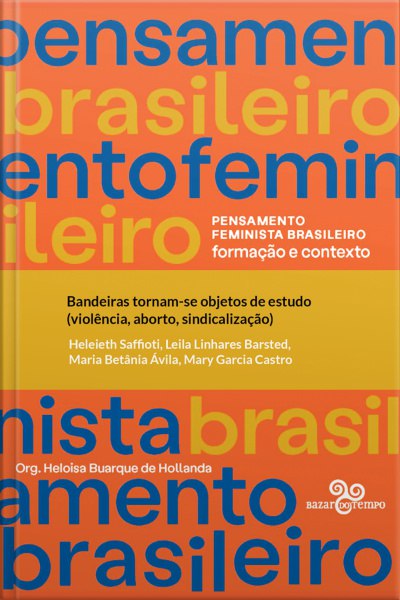 pensamen
brasileiro
entofemin
ileiro
PENSAMENTO
FEMINISTA BRASILEIRO
formação e contexto
Bandeiras tornam-se objetos de estudo
(violência, aborto, sindicalização)
Heleieth Saffioti, Leila Linhares Barsted,
Maria Betânia Ávila, Mary Garcia Castro
nista brasil
Org. Heloisa Buarque de Hollanda
BAZAR DO TEMPO
amento
brasileiro